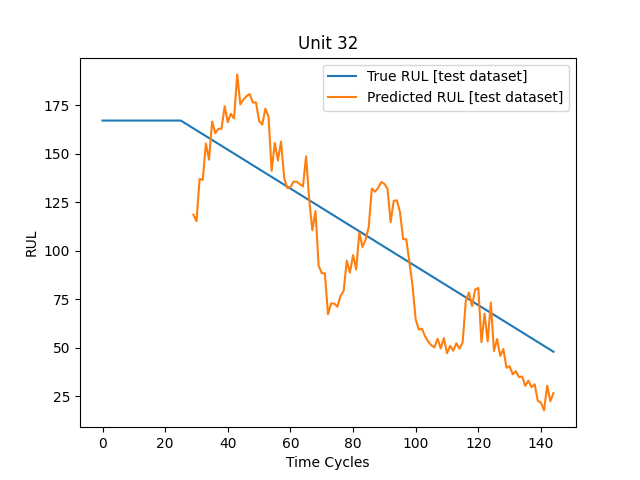 Unit 32
True RUL [test dataset]
Predicted RUL [test dataset]
175
150
125
100
75
50
25
RUL
0 20 40 60 80 100 120 140
Time Cycles